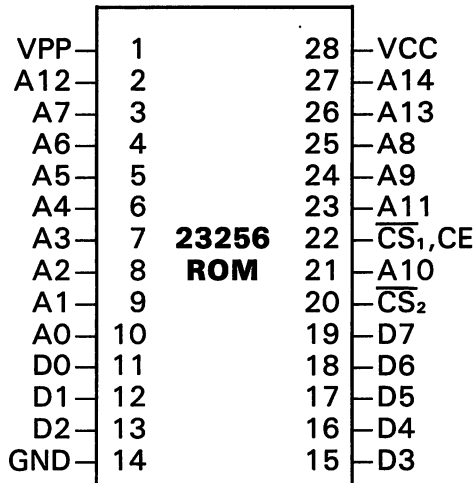 VPP 1 28 VCC
A12 2 27 A14
A7 3 26 A13
A6 4 25 A8
A5 5 24 A9
A4 6 23 A11
A3 7 23256 22 C̅S̅₁,CE
A2 8 ROM 21 A10
A1 9 20 C̅S̅₂
A0 10 19 D7
D0 11 18 D6
D1 12 17 D5
D2 13 16 D4
GND 14 15 D3